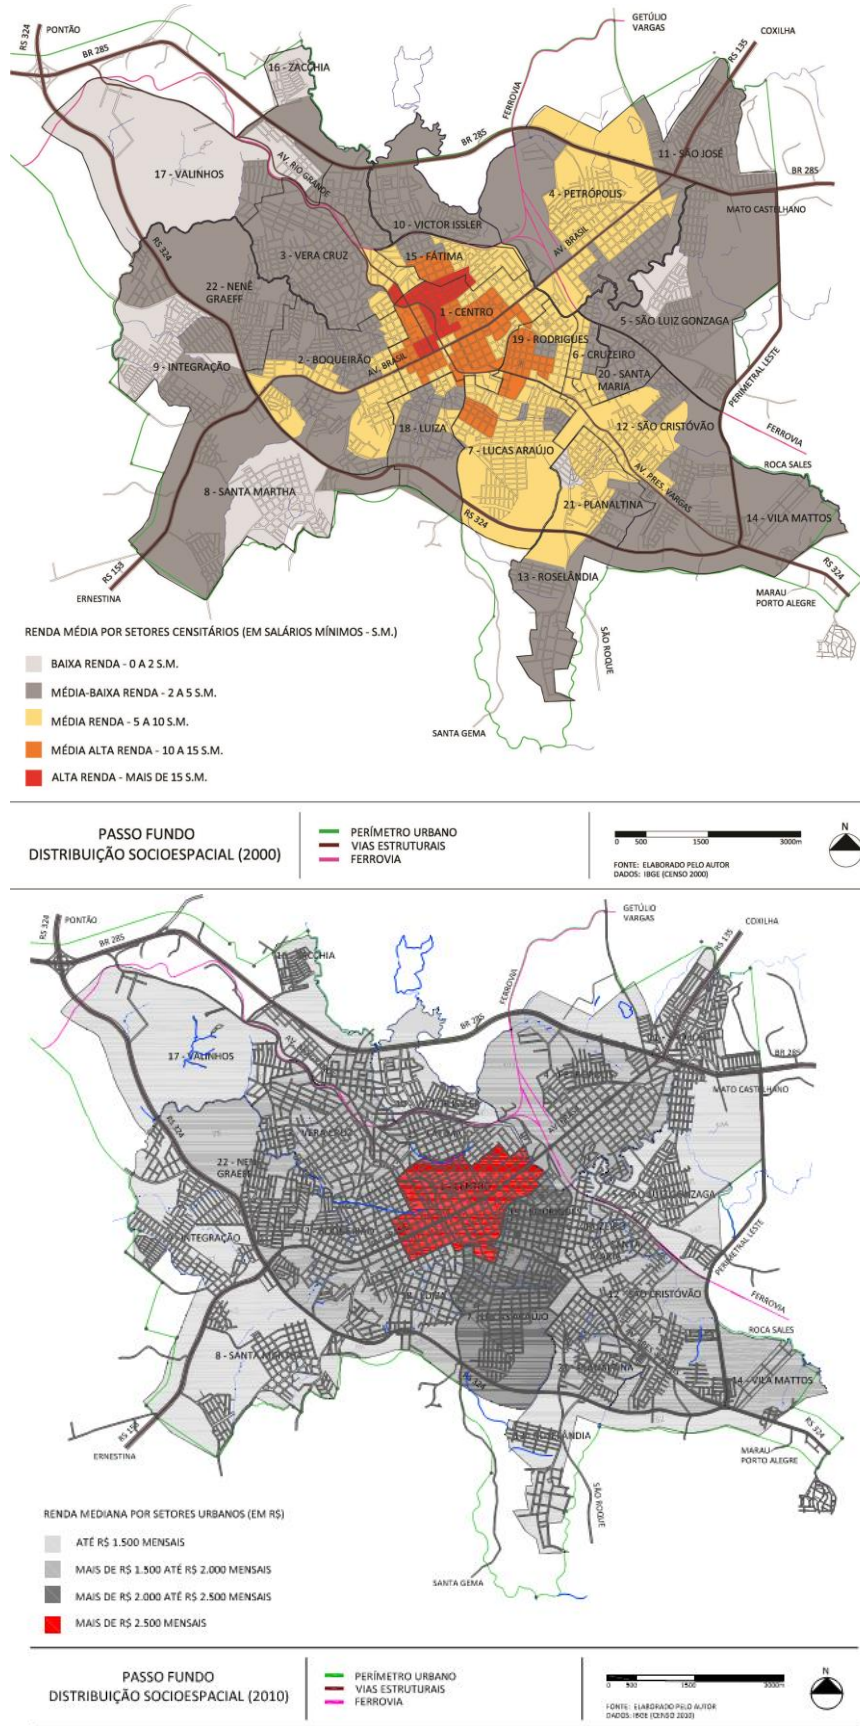 RS 324
PONTÃO
BR 285
GETÚLIO
VARGAS
COXILHA
RS 135
16 - ZACCHIA
FERROVIA
BR 285
11 - SÃO JOSÉ
AV. RIO GRANDE
17 - VALINHOS
BR 285
4 - PETRÓPOLIS
MATO CASTELHANO
10 - VICTOR ISSLER
AV. BRASIL
RS 324
3 - VERA CRUZ
15 - FÁTIMA
22 - NENÊ
GRAEFF
1 - CENTRO
5 - SÃO LUIZ GONZAGA
19 - RODRIGUES
6 - CRUZEIRO
2 - BOQUEIRÃO
9 - INTEGRAÇÃO
AV. BRASIL
20 - SANTA
MARIA
PERIMETRAL LESTE
18 - LUIZA
12 - SÃO CRISTÓVÃO
FERROVIA
7 - LUCAS ARAÚJO
ROCA SALES
8 - SANTA MARTHA
AV. PRES. VARGAS
21 - PLANALTINA
RS 324
14 - VILA MATTOS
RS 153
13 - ROSELÂNDIA
RS 324
ERNESTINA
MARAU
PORTO ALEGRE
SÃO ROQUE
RENDA MÉDIA POR SETORES CENSITÁRIOS (EM SALÁRIOS MÍNIMOS - S.M.)
BAIXA RENDA - 0 A 2 S.M.
MÉDIA-BAIXA RENDA - 2 A 5 S.M.
MÉDIA RENDA - 5 A 10 S.M.
SANTA GEMA
MÉDIA ALTA RENDA - 10 A 15 S.M.
ALTA RENDA - MAIS DE 15 S.M.
PASSO FUNDO
DISTRIBUIÇÃO SOCIOESPACIAL (2000)
PERÍMETRO URBANO
VIAS ESTRUTURAIS
FERROVIA
0 500 1500 3000m
FONTE: ELABORADO PELO AUTOR
DADOS: IBGE (CENSO 2000)
N
RS 324
PONTÃO
BR 285
GETÚLIO
VARGAS
COXILHA
RS 135
FERROVIA
BR 285
17 - VALINHOS
BR 285
MATO CASTELHANO
RS 324
VERA CRUZ
22 - NENÊ
GRAEFF
INTEGRAÇÃO
PERIMETRAL LESTE
12 - SÃO CRISTÓVÃO
FERROVIA
ROCA SALES
8 - SANTA
14 - VILA MATTOS
ROSELÂNDIA
RS 324
ERNESTINA
MARAU
PORTO ALEGRE
SÃO ROQUE
RENDA MEDIANA POR SETORES URBANOS (EM R$)
ATÉ R$ 1.500 MENSAIS
MAIS DE R$ 1.500 ATÉ R$ 2.000 MENSAIS
SANTA GEMA
MAIS DE R$ 2.000 ATÉ R$ 2.500 MENSAIS
MAIS DE R$ 2.500 MENSAIS
PASSO FUNDO
DISTRIBUIÇÃO SOCIOESPACIAL (2010)
PERÍMETRO URBANO
VIAS ESTRUTURAIS
FERROVIA
0 500 1500 3000m
FONTE: ELABORADO PELO AUTOR
DADOS: IBGE (CENSO 2010)
N